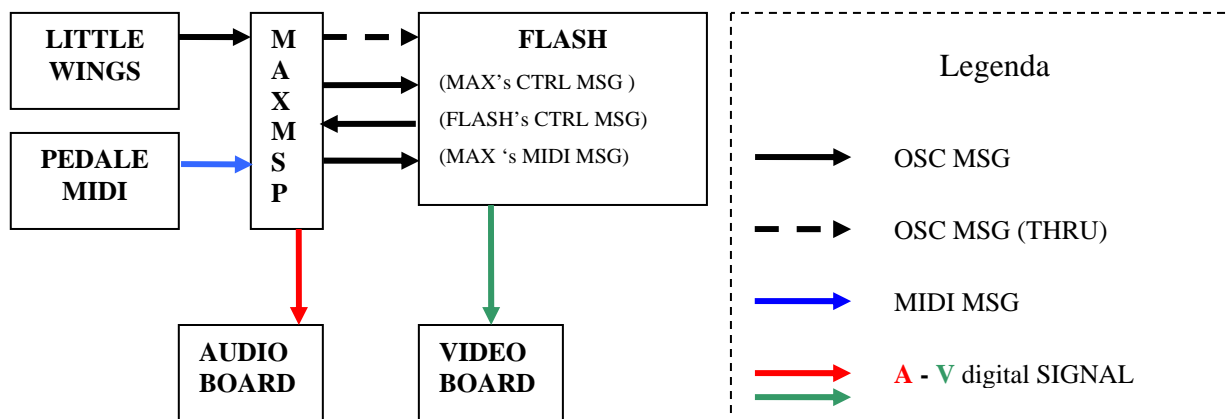 LITTLE
WINGS
PEDALE
MIDI
M
A
X
M
S
P
FLASH
(MAX’s CTRL MSG )
(FLASH’s CTRL MSG)
(MAX ‘s MIDI MSG)
AUDIO
BOARD
VIDEO
BOARD
Legenda
OSC MSG
OSC MSG (THRU)
MIDI MSG
A - V digital SIGNAL